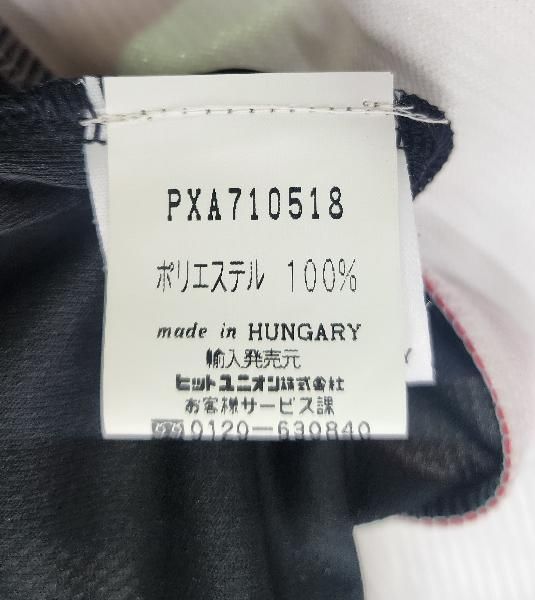 PXA710518
ポリエステル 100%
made in HUNGARY
輸入発売元
ヒットユニオン株式会社
お客様サービス課
0120-630840
Y